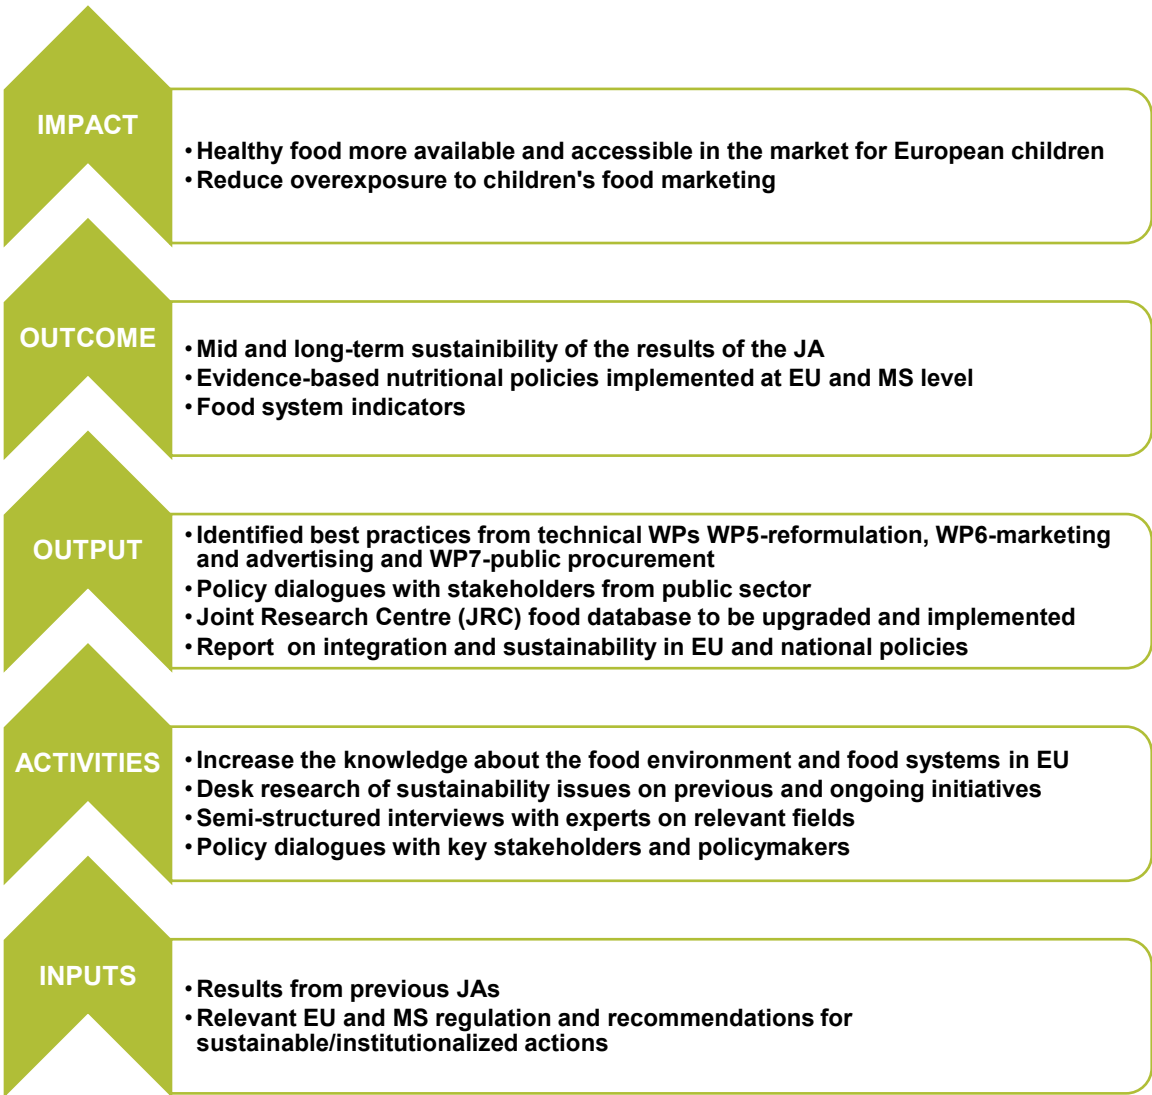 IMPACT
• Healthy food more available and accessible in the market for European children
• Reduce overexposure to children's food marketing
OUTCOME
• Mid and long-term sustainibility of the results of the JA
• Evidence-based nutritional policies implemented at EU and MS level
• Food system indicators
OUTPUT
• Identified best practices from technical WPs WP5-reformulation, WP6-marketing
and advertising and WP7-public procurement
• Policy dialogues with stakeholders from public sector
• Joint Research Centre (JRC) food database to be upgraded and implemented
• Report  on integration and sustainability in EU and national policies
ACTIVITIES
• Increase the knowledge about the food environment and food systems in EU
• Desk research of sustainability issues on previous and ongoing initiatives
• Semi-structured interviews with experts on relevant fields
• Policy dialogues with key stakeholders and policymakers
INPUTS
• Results from previous JAs
• Relevant EU and MS regulation and recommendations for
sustainable/institutionalized actions